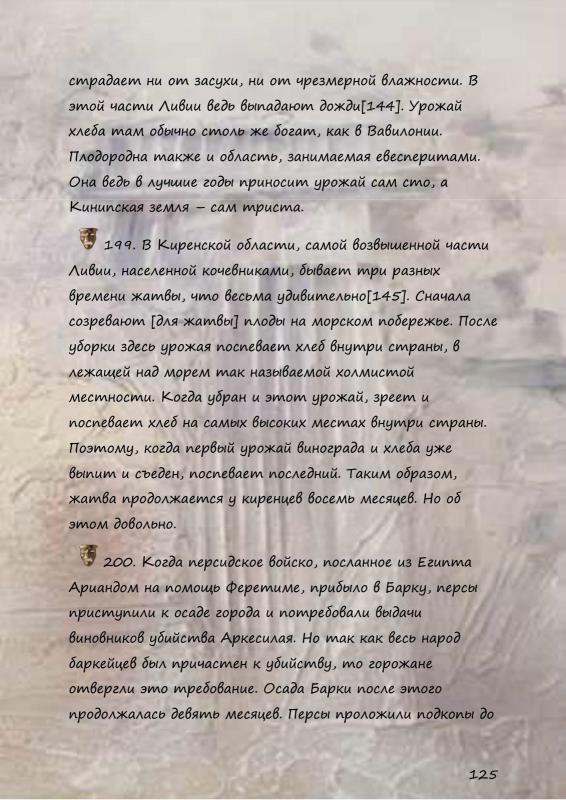 страдает ни от засухи, ни от чрезмерной влажности. В
этой части Ливии ведь выпадают дожди[144]. Урожай
хлеба там обычно столь же богат, как в Вавилонии.
Плодородна также и область, занимаемая евесперитами.
Она ведь в лучшие годы приносит урожай сам сто, а
Кинипская земля – сам триста.
199. В Киренской области, самой возвышенной части
Ливии, населенной кочевниками, бывает три разных
времени жатвы, что весьма удивительно[145]. Сначала
созревают [для жатвы] плоды на морском побережье. После
уборки здесь урожая поспевает хлеб внутри страны, в
лежащей над морем так называемой холмистой
местности. Когда убран и этот урожай, зреет и
поспевает хлеб на самых высоких местах внутри страны.
Поэтому, когда первый урожай винограда и хлеба уже
выпит и съеден, поспевает последний. Таким образом,
жатва продолжается у киренцев восемь месяцев. Но об
этом довольно.
200. Когда персидское войско, посланное из Египта
Ариандом на помощь Феретиме, прибыло в Барку, персы
приступили к осаде города и потребовали выдачи
виновников убийства Аркесилая. Но так как весь народ
баркейцев был причастен к убийству, то горожане
отвергли это требование. Осада Барки после этого
продолжалась девять месяцев. Персы проложили подкопы до
125